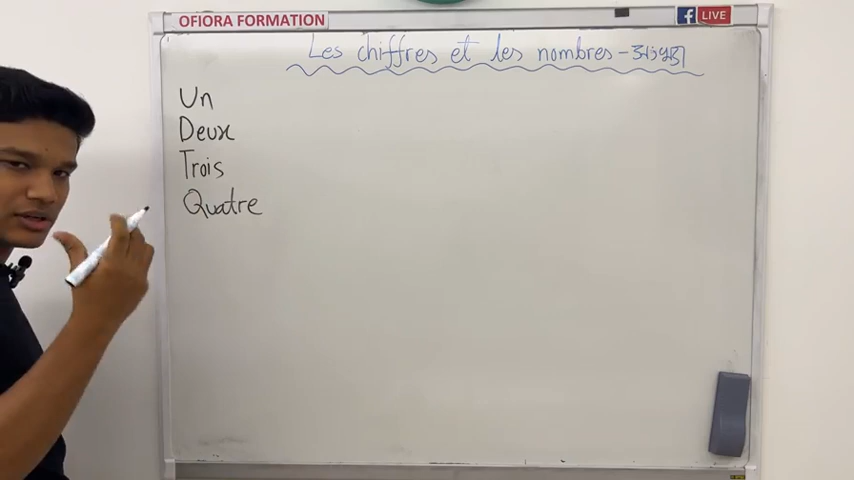 OFIORA FORMATION
LIVE
Les chiffres et les nombres -
Un
Deux
Trois
Quatre